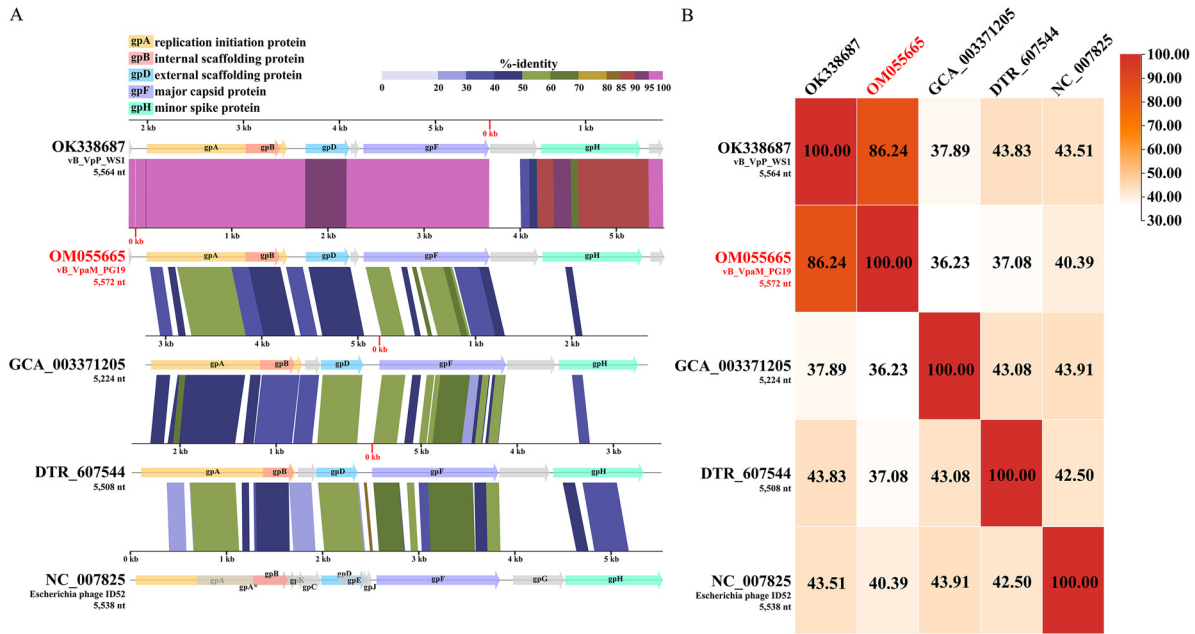 A
gpA replication initiation protein
gpB internal scaffolding protein
gpD external scaffolding protein
gpF major capsid protein
gpH minor spike protein
%-identity
0 20 30 40 50 60 70 80 85 90 95 100
2 kb 3 kb 4 kb 5 kb 0 kb 1 kb
OK338687
vB_VpP_WS1
5,564 nt
gpA gpB gpD gpF gpH
0 kb 1 kb 2 kb 3 kb 4 kb 5 kb
OM055665
vB_VpaM_PG19
5,572 nt
gpA gpB gpD gpF gpH
3 kb 4 kb 5 kb 0 kb 1 kb 2 kb
GCA_003371205
5,224 nt
gpA gpB gpD gpF gpH
2 kb 1 kb 0 kb 5 kb 4 kb 3 kb
DTR_607544
5,508 nt
gpA gpB gpD gpF gpH
0 kb 1 kb 2 kb 3 kb 4 kb 5 kb
NC_007825
Escherichia phage ID52
5,538 nt
gpA gpA* gpB gpK gpC gpD gpE gpJ gpF gpG gpH
B
OK338687 OM055665 GCA_003371205 DTR_607544 NC_007825
OK338687
vB_VpP_WS1
5,564 nt
100.00 86.24 37.89 43.83 43.51
OM055665
vB_VpaM_PG19
5,572 nt
86.24 100.00 36.23 37.08 40.39
GCA_003371205
5,224 nt
37.89 36.23 100.00 43.08 43.91
DTR_607544
5,508 nt
43.83 37.08 43.08 100.00 42.50
NC_007825
Escherichia phage ID52
5,538 nt
43.51 40.39 43.91 42.50 100.00
100.00
90.00
80.00
70.00
60.00
50.00
40.00
30.00